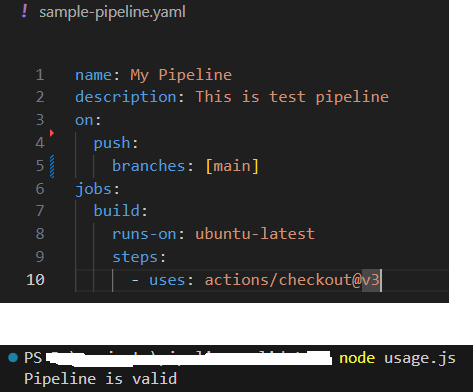 ! sample-pipeline.yaml
1 name: My Pipeline
2 description: This is test pipeline
3 on:
4 push:
5 branches: [main]
6 jobs:
7 build:
8 runs-on: ubuntu-latest
9 steps:
10 - uses: actions/checkout@v3
PS node usage.js
Pipeline is valid